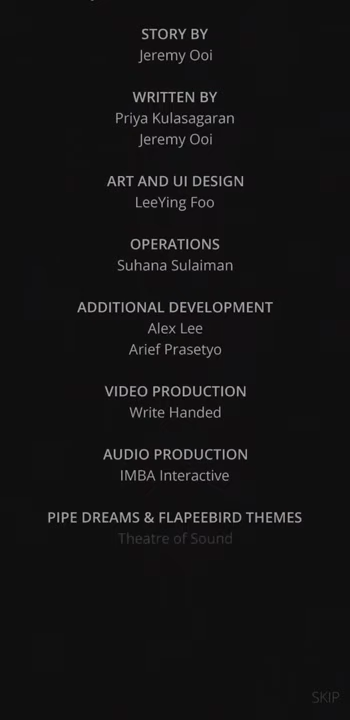 STORY BY
Jeremy Ooi
WRITTEN BY
Priya Kulasagaran
Jeremy Ooi
ART AND UI DESIGN
LeeYing Foo
OPERATIONS
Suhana Sulaiman
ADDITIONAL DEVELOPMENT
Alex Lee
Arief Prasetyo
VIDEO PRODUCTION
Write Handed
AUDIO PRODUCTION
IMBA Interactive
PIPE DREAMS & FLAPEEBIRD THEMES
Theatre of Sound
SKIP